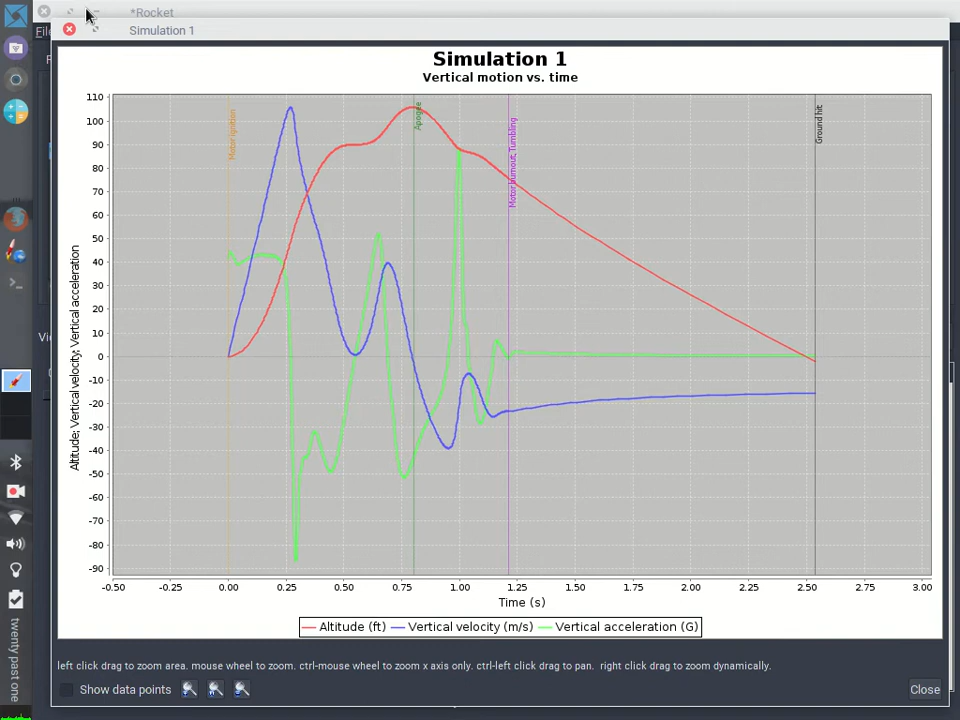 *Rocket
Simulation 1
File
Simulation 1
Vertical motion vs. time
Altitude; Vertical velocity; Vertical acceleration
110
100
90
80
70
60
50
40
30
20
10
0
-10
-20
-30
-40
-50
-60
-70
-80
-90
Motor ignition
Apogee
Motor burnout, Tumbling
Ground hit
-0.50 -0.25 0.00 0.25 0.50 0.75 1.00 1.25 1.50 1.75 2.00 2.25 2.50 2.75 3.00
Time (s)
Altitude (ft) Vertical velocity (m/s) Vertical acceleration (G)
left click drag to zoom area. mouse wheel to zoom. ctrl-mouse wheel to zoom x axis only. ctrl-left click drag to pan. right click drag to zoom dynamically.
Show data points
Close
twenty past one